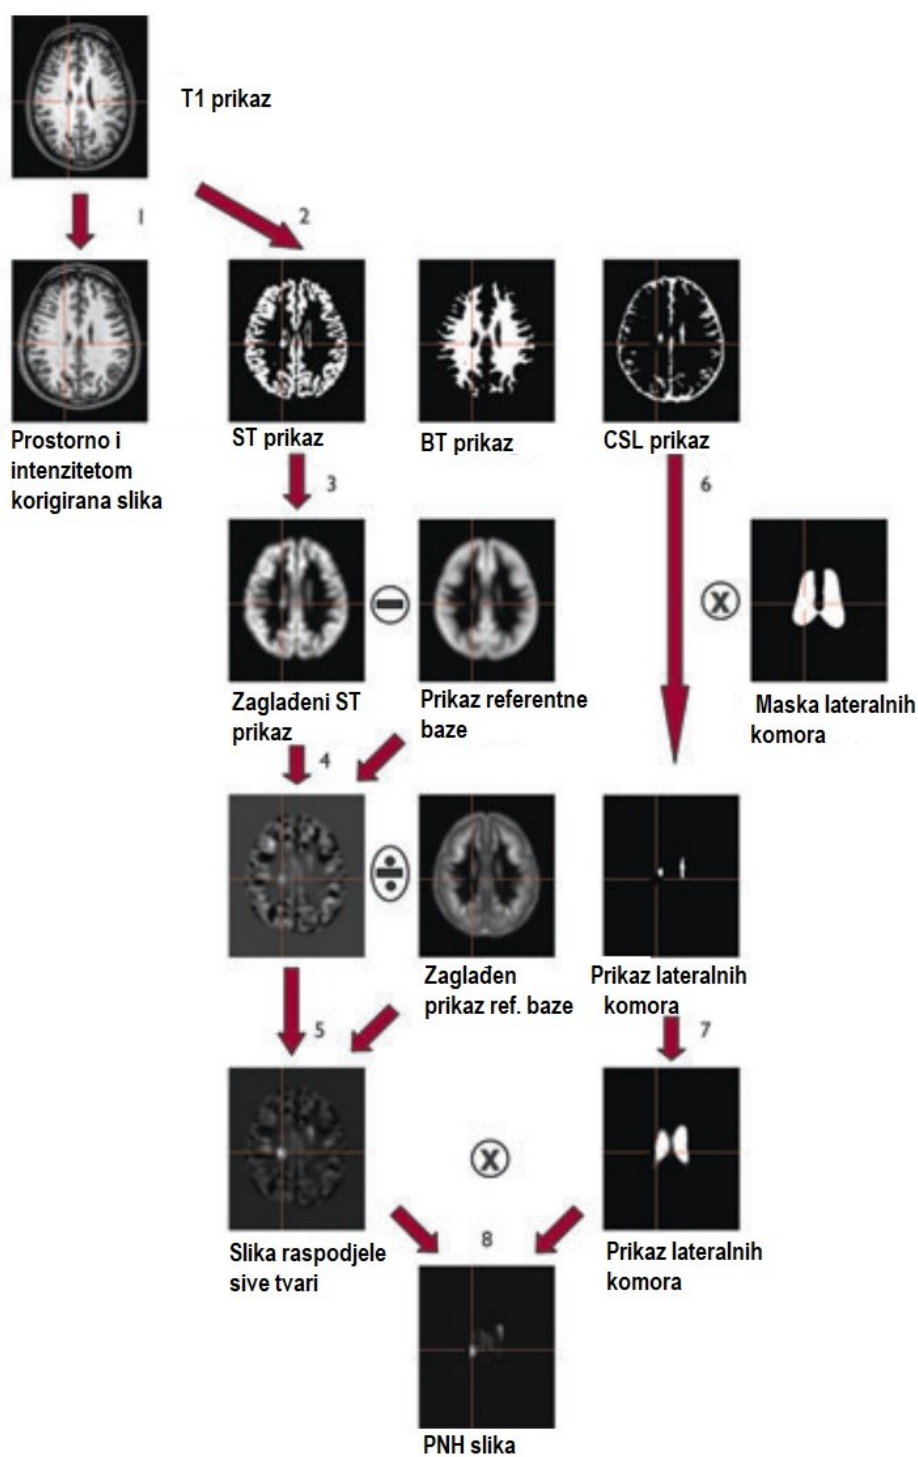 T1 prikaz
1
2
Prostorno i
intenzitetom
korigirana slika
ST prikaz
BT prikaz
CSL prikaz
3
6
Zaglađeni ST
prikaz
Prikaz referentne
baze
Maska lateralnih
komora
4
Zaglađen
prikaz ref. baze
Prikaz lateralnih
komora
5
7
Slika raspodjele
sive tvari
8
Prikaz lateralnih
komora
PNH slika